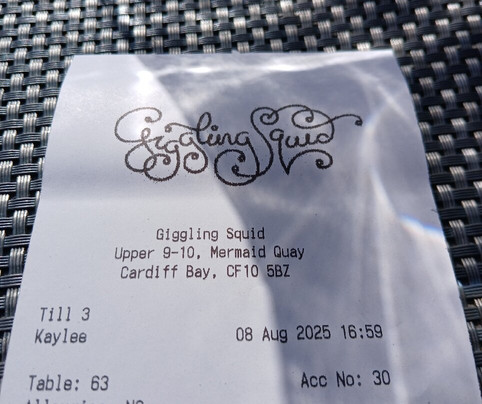 Giggling Squid
Giggling Squid
Upper 9-10, Mermaid Quay
Cardiff Bay, CF10 5BZ
Till 3
Kaylee 08 Aug 2025 16:59
Table: 63 Acc No: 30